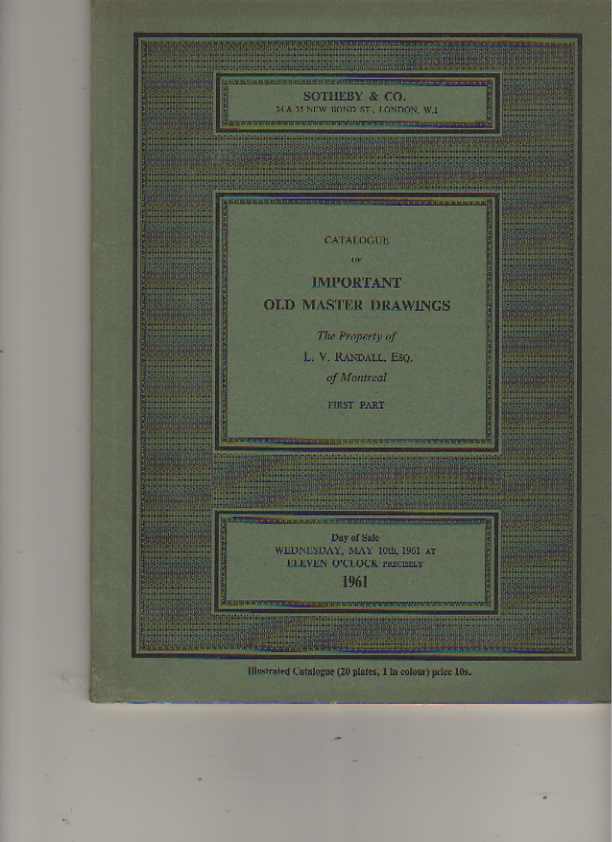 SOTHEBY & CO.
34 & 35 NEW BOND ST., LONDON, W.1
CATALOGUE
OF
IMPORTANT
OLD MASTER DRAWINGS
The Property of
L. V. RANDALL, ESQ.
of Montreal
FIRST PART
Day of Sale
WEDNESDAY, MAY 10th, 1961 AT
ELEVEN O'CLOCK PRECISELY
1961
Illustrated Catalogue (20 plates, 1 in colour) price 10s.